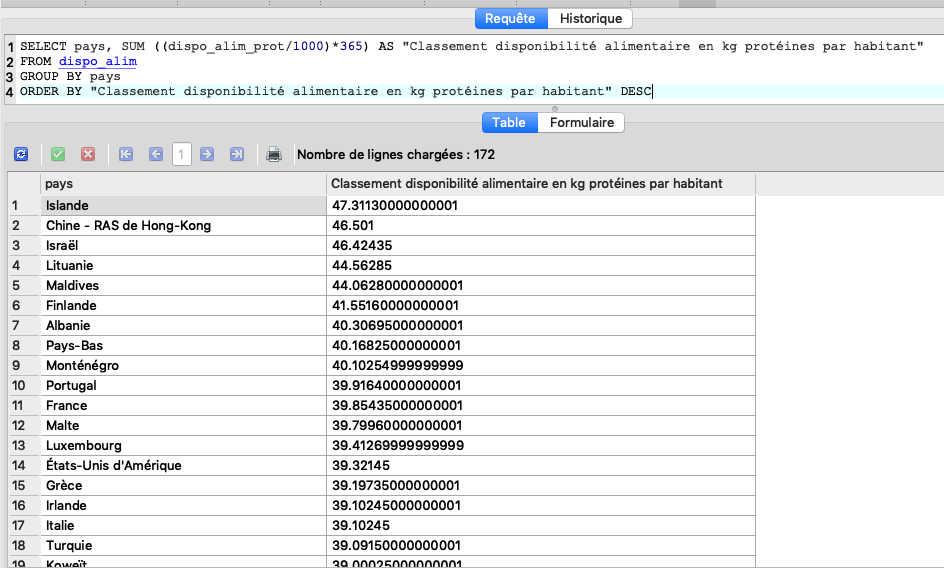 Requête Historique
1 SELECT pays, SUM ((dispo_alim_prot/1000)*365) AS "Classement disponibilité alimentaire en kg protéines par habitant"
2 FROM dispo_alim
3 GROUP BY pays
4 ORDER BY "Classement disponibilité alimentaire en kg protéines par habitant" DESC
Table Formulaire
1 Nombre de lignes chargées : 172
pays Classement disponibilité alimentaire en kg protéines par habitant
1 Islande 47.31130000000001
2 Chine - RAS de Hong-Kong 46.501
3 Israël 46.42435
4 Lituanie 44.56285
5 Maldives 44.06280000000001
6 Finlande 41.55160000000001
7 Albanie 40.30695000000001
8 Pays-Bas 40.16825000000001
9 Monténégro 40.10254999999999
10 Portugal 39.91640000000001
11 France 39.85435000000001
12 Malte 39.79960000000001
13 Luxembourg 39.41269999999999
14 États-Unis d'Amérique 39.32145
15 Grèce 39.19735000000001
16 Irlande 39.10245000000001
17 Italie 39.10245
18 Turquie 39.09150000000001
19 Koweït 39.00025000000001